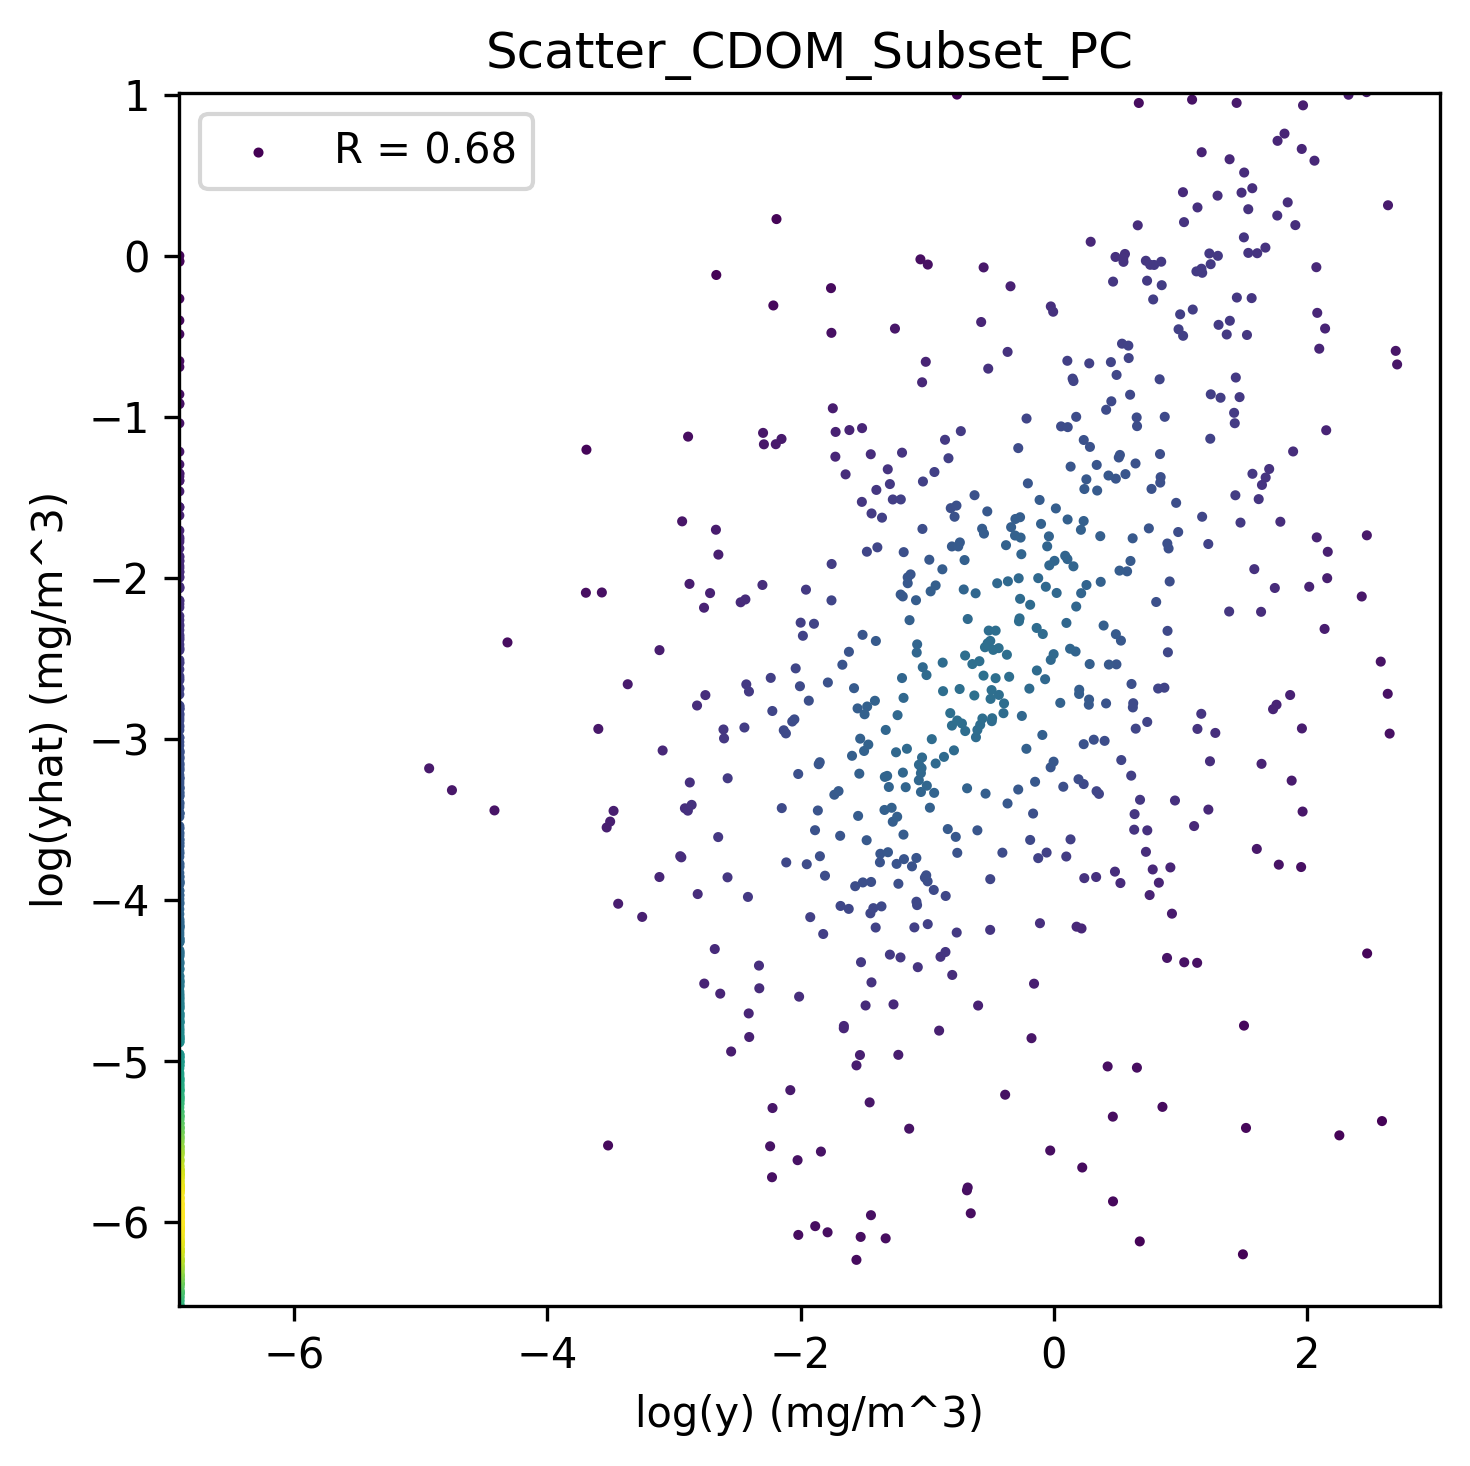 Scatter_CDOM_Subset_PC
R = 0.68
1
0
−1
−2
−3
−4
−5
−6
log(yhat) (mg/m^3)
−6 −4 −2 0 2
log(y) (mg/m^3)